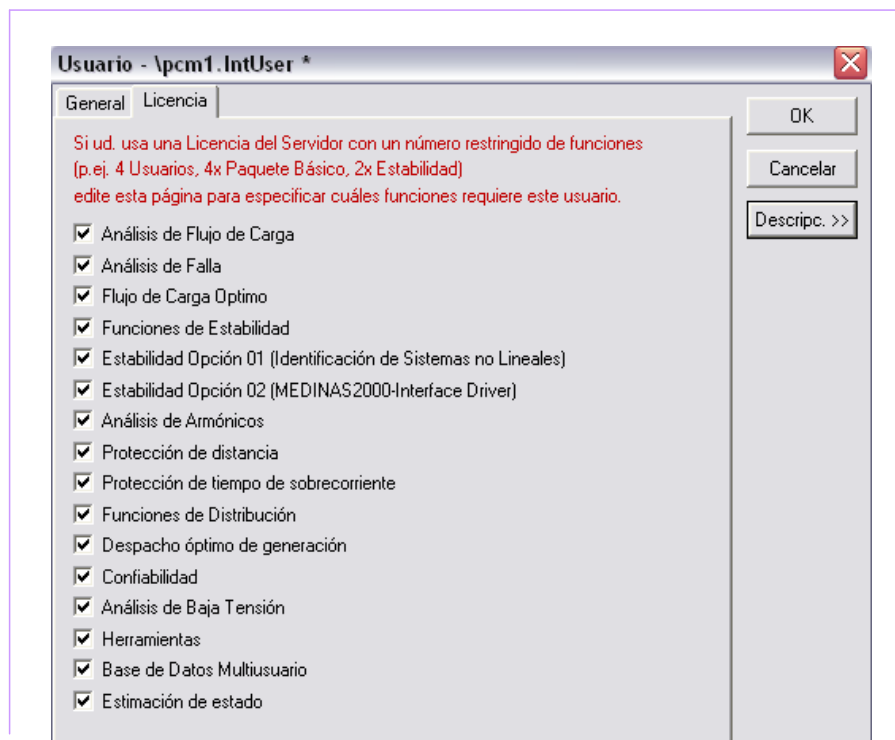 Usuario - \pcm1.IntUser *
General
Licencia
OK
Cancelar
Descripc. >>
Si ud. usa una Licencia del Servidor con un número restringido de funciones
(p.ej. 4 Usuarios, 4x Paquete Básico, 2x Estabilidad)
edite esta página para especificar cuáles funciones requiere este usuario.
Análisis de Flujo de Carga
Análisis de Falla
Flujo de Carga Optimo
Funciones de Estabilidad
Estabilidad Opción 01 (Identificación de Sistemas no Lineales)
Estabilidad Opción 02 (MEDINAS2000-Interface Driver)
Análisis de Armónicos
Protección de distancia
Protección de tiempo de sobrecorriente
Funciones de Distribución
Despacho óptimo de generación
Confiabilidad
Análisis de Baja Tensión
Herramientas
Base de Datos Multiusuario
Estimación de estado